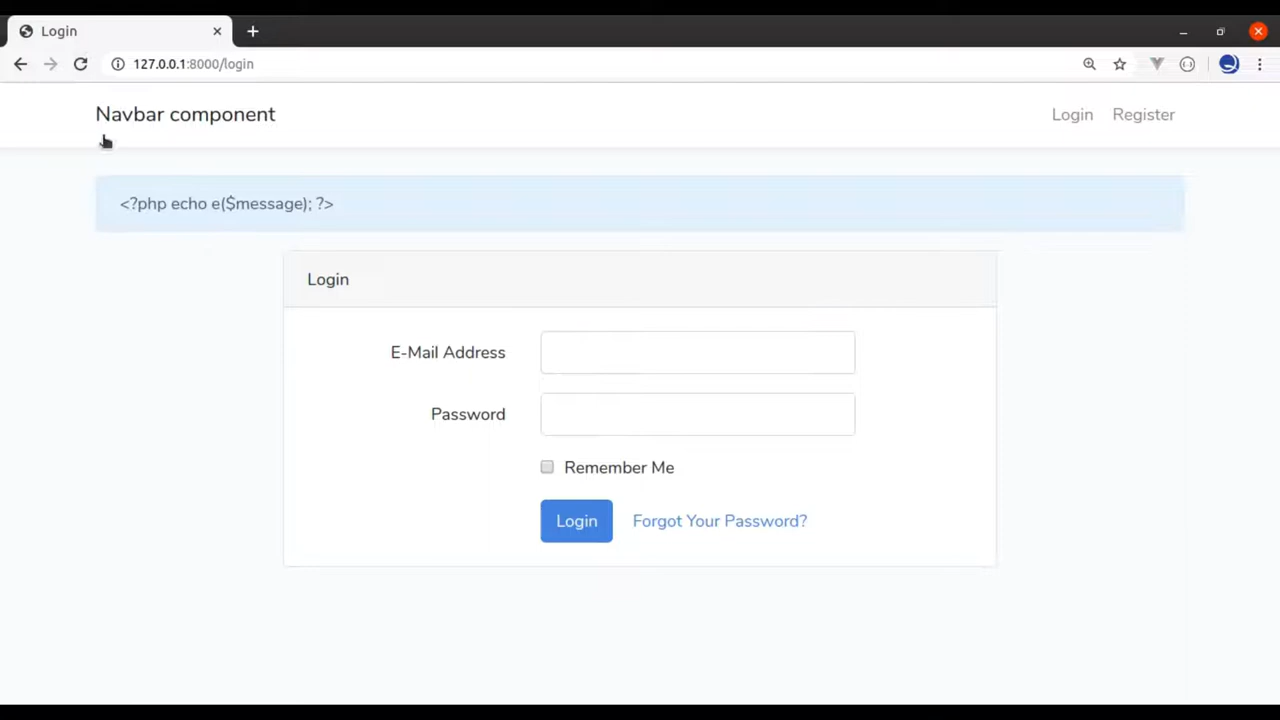 Login
127.0.0.1:8000/login
Navbar component
Login Register
<?php echo e($message); ?>
Login
E-Mail Address
Password
Remember Me
Login Forgot Your Password?